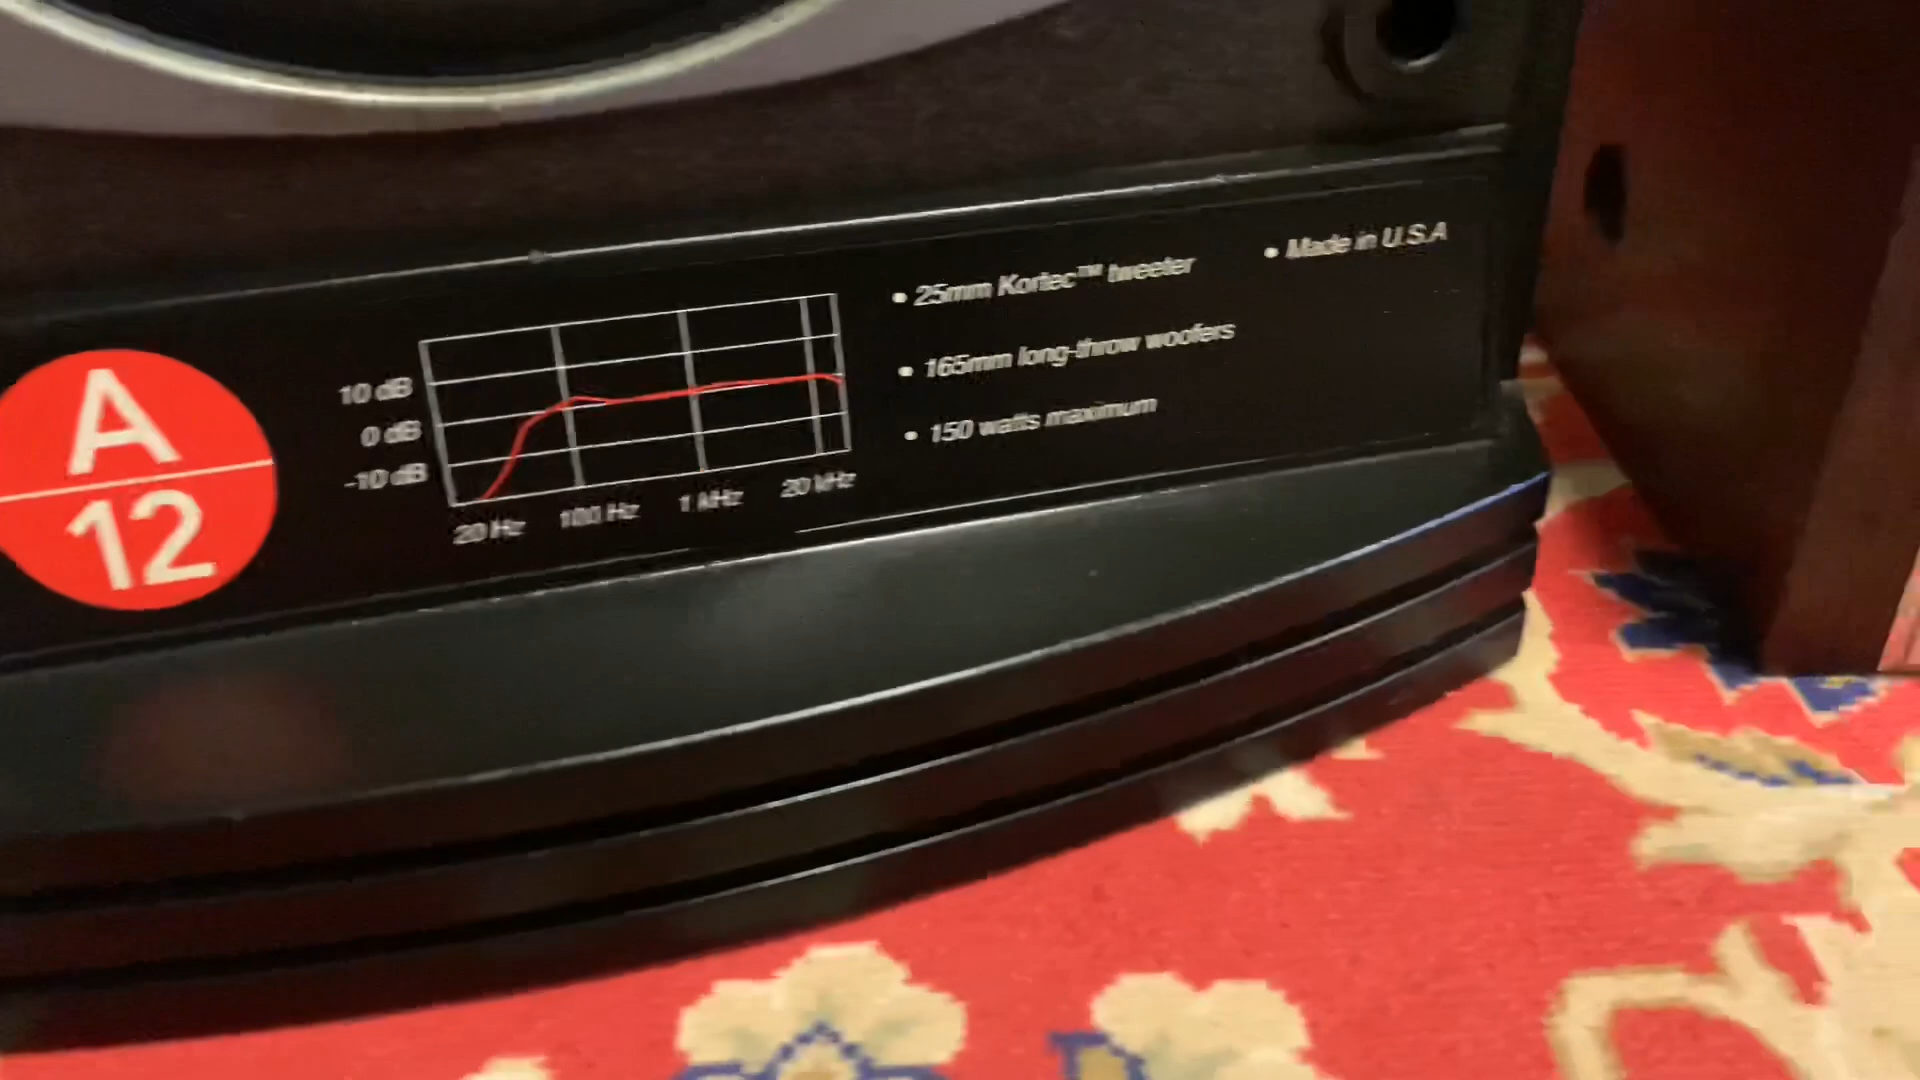 A
12
10 dB
0 dB
-10 dB
20 Hz
100 Hz
1 kHz
20 kHz
• 25mm Kortec™ tweeter
• 165mm long-throw woofers
• 150 watts maximum
• Made in U.S.A